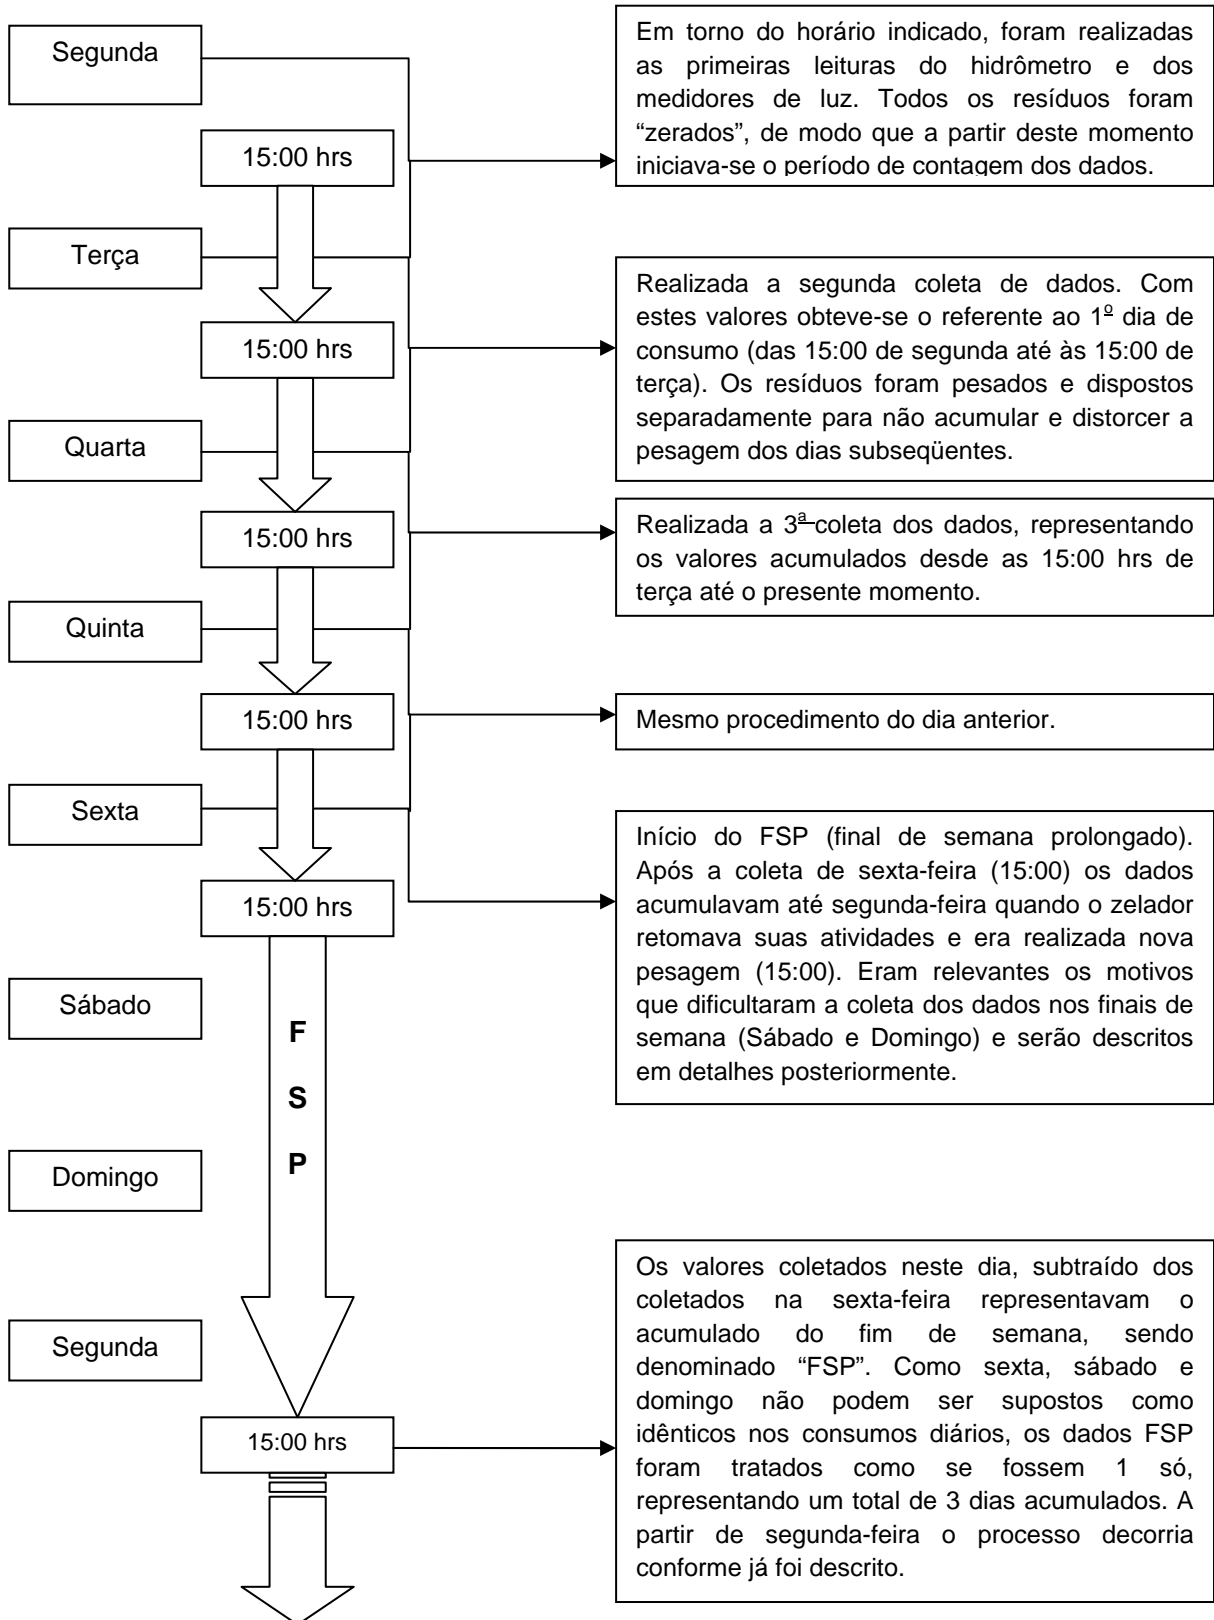 Segunda
Em torno do horário indicado, foram realizadas
as primeiras leituras do hidrômetro e dos
medidores de luz. Todos os resíduos foram
“zerados”, de modo que a partir deste momento
iniciava-se o período de contagem dos dados.
15:00 hrs
Terça
Realizada a segunda coleta de dados. Com
estes valores obteve-se o referente ao 1º dia de
consumo (das 15:00 de segunda até às 15:00 de
terça). Os resíduos foram pesados e dispostos
separadamente para não acumular e distorcer a
pesagem dos dias subseqüentes.
15:00 hrs
Quarta
Realizada a 3ª coleta dos dados, representando
os valores acumulados desde as 15:00 hrs de
terça até o presente momento.
15:00 hrs
Quinta
Mesmo procedimento do dia anterior.
15:00 hrs
Sexta
Início do FSP (final de semana prolongado).
Após a coleta de sexta-feira (15:00) os dados
acumulavam até segunda-feira quando o zelador
retomava suas atividades e era realizada nova
pesagem (15:00). Eram relevantes os motivos
que dificultaram a coleta dos dados nos finais de
semana (Sábado e Domingo) e serão descritos
em detalhes posteriormente.
15:00 hrs
Sábado
F
S
P
Domingo
Segunda
Os valores coletados neste dia, subtraído dos
coletados na sexta-feira representavam o
acumulado do fim de semana, sendo
denominado “FSP”. Como sexta, sábado e
domingo não podem ser supostos como
idênticos nos consumos diários, os dados FSP
foram tratados como se fossem 1 só,
representando um total de 3 dias acumulados. A
partir de segunda-feira o processo decorria
conforme já foi descrito.
15:00 hrs